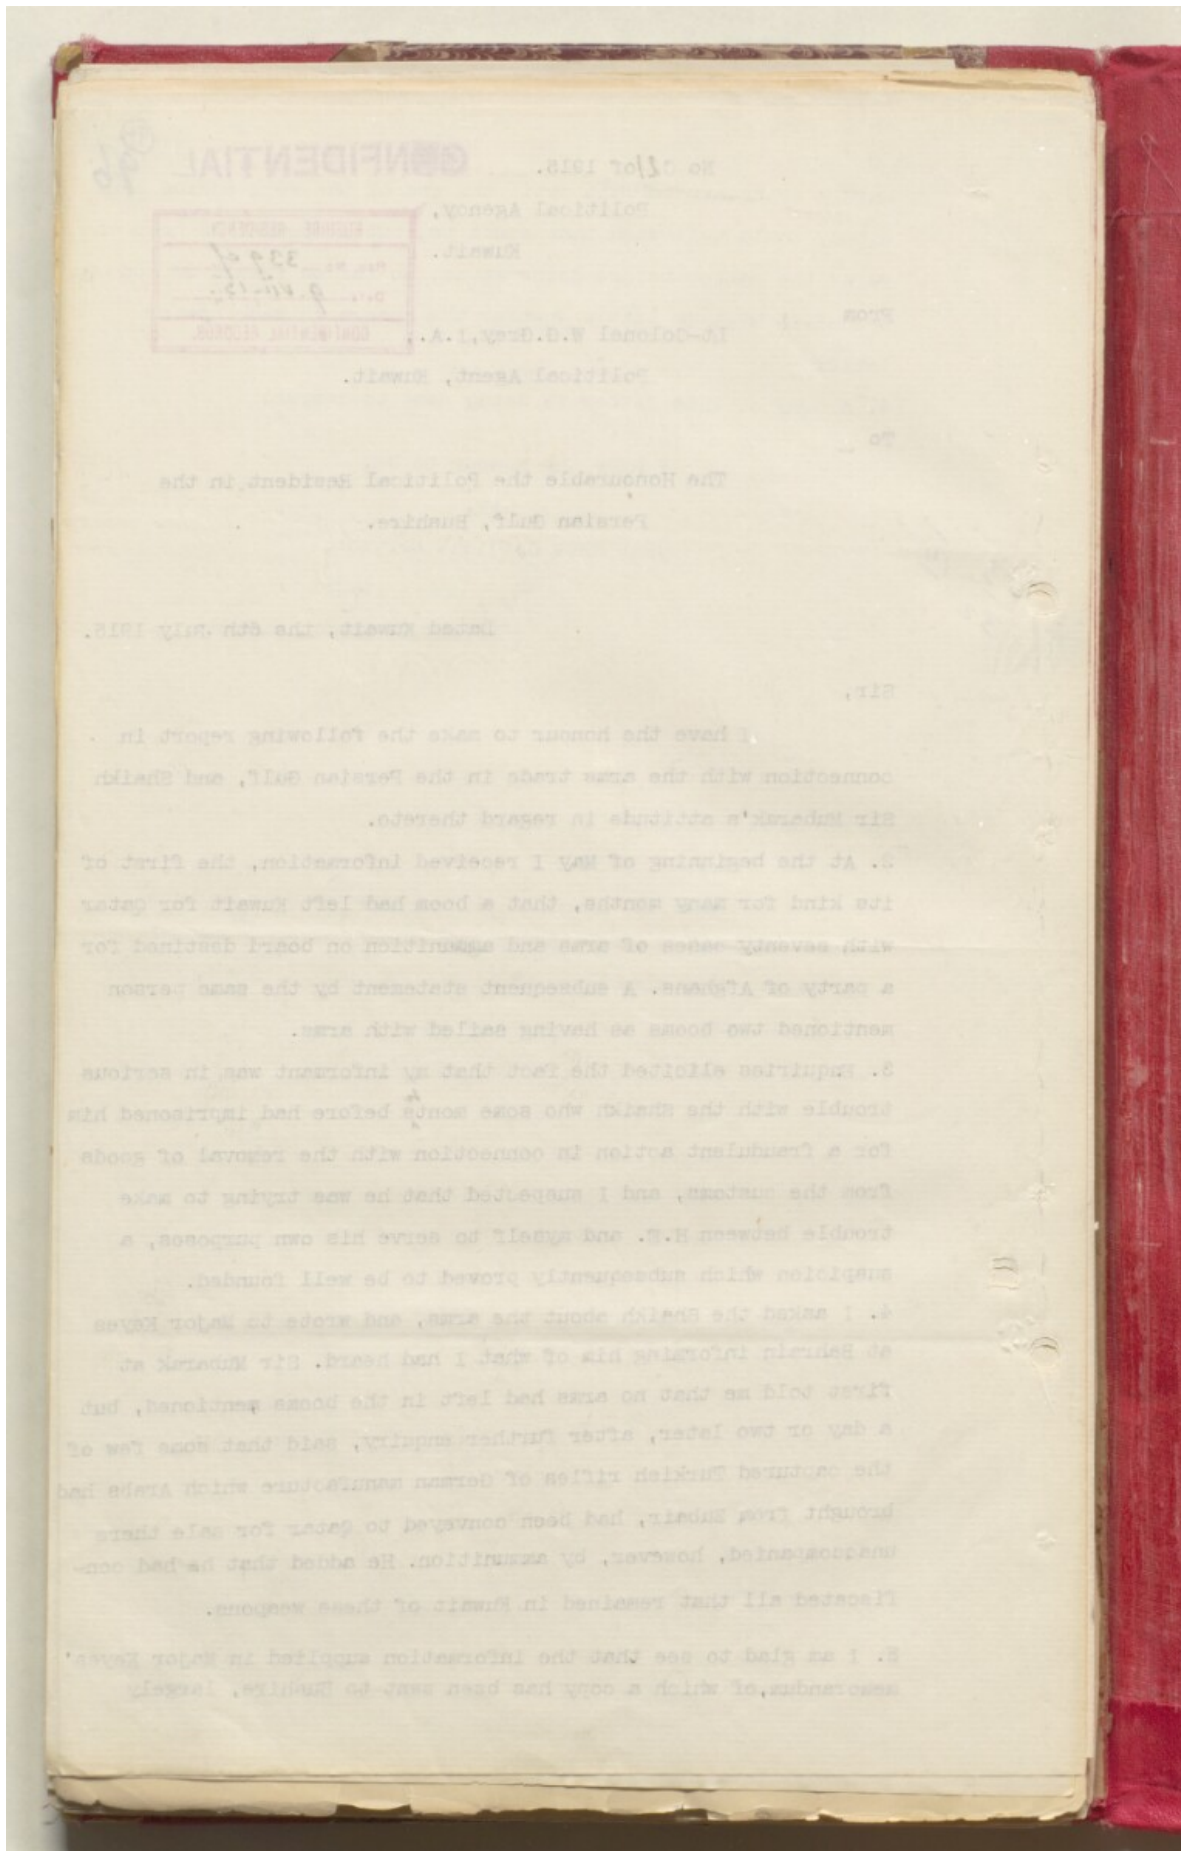 CONFIDENTIAL
No C21 of 1915.
Political Agency,
Kuwait.
BUSHIRE RESIDENCY
Reg. No. 339
Date 9.VII.15
CONFIDENTIAL RECORDS
From
Lt-Colonel W.G.Grey, I.A.,
Political Agent, Kuwait.
To
The Honourable the Political Resident in the
Persian Gulf, Bushire.
Dated Kuwait, the 6th July 1915.
Sir,
I have the honour to make the following report in
connection with the arms trade in the Persian Gulf, and Shaikh
Sir Mubarak's attitude in regard thereto.
2. At the beginning of May I received information, the first of
its kind for many months, that a boom had left Kuwait for Qatar
with seventy cases of arms and ammunition on board destined for
a party of Afghans. A subsequent statement by the same person
mentioned two booms as having sailed with arms.
3. Enquiries elicited the fact that my informant was in serious
trouble with the Shaikh who some months before had imprisoned him
for a fraudulent action in connection with the removal of goods
from the customs, and I suspected that he was trying to make
trouble between H.E. and myself to serve his own purposes, a
suspicion which subsequently proved to be well founded.
4. I asked the Shaikh about the arms, and wrote to Major Keyes
at Bahrain informing him of what I had heard. Sir Mubarak at
first told me that no arms had left in the booms mentioned, but
a day or two later, after further enquiry, said that some few of
the captured Turkish rifles of German manufacture which Arabs had
brought from Zubair, had been conveyed to Qatar for sale there
unaccompanied, however, by ammunition. He added that he had con-
fiscated all that remained in Kuwait of these weapons.
5. I am glad to see that the information supplied in Major Keyes'
memorandum, of which a copy has been sent to Bushire, largely